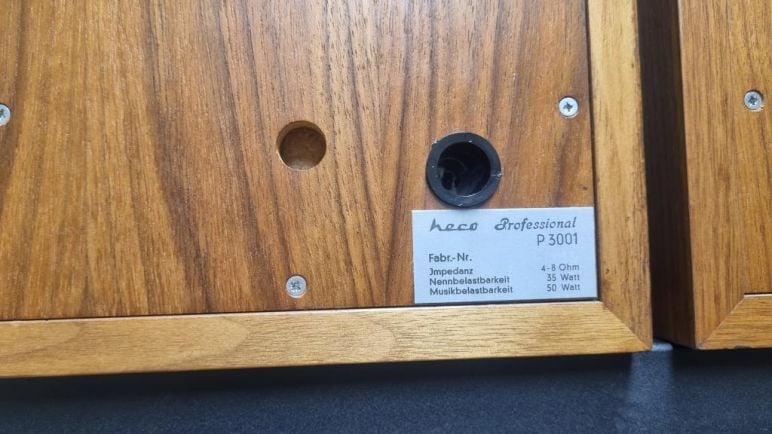 heco Professional
P 3001
Fabr.-Nr.
Jmpedanz 4-8 Ohm
Nennbelastbarkeit 35 Watt
Musikbelastbarkeit 50 Watt